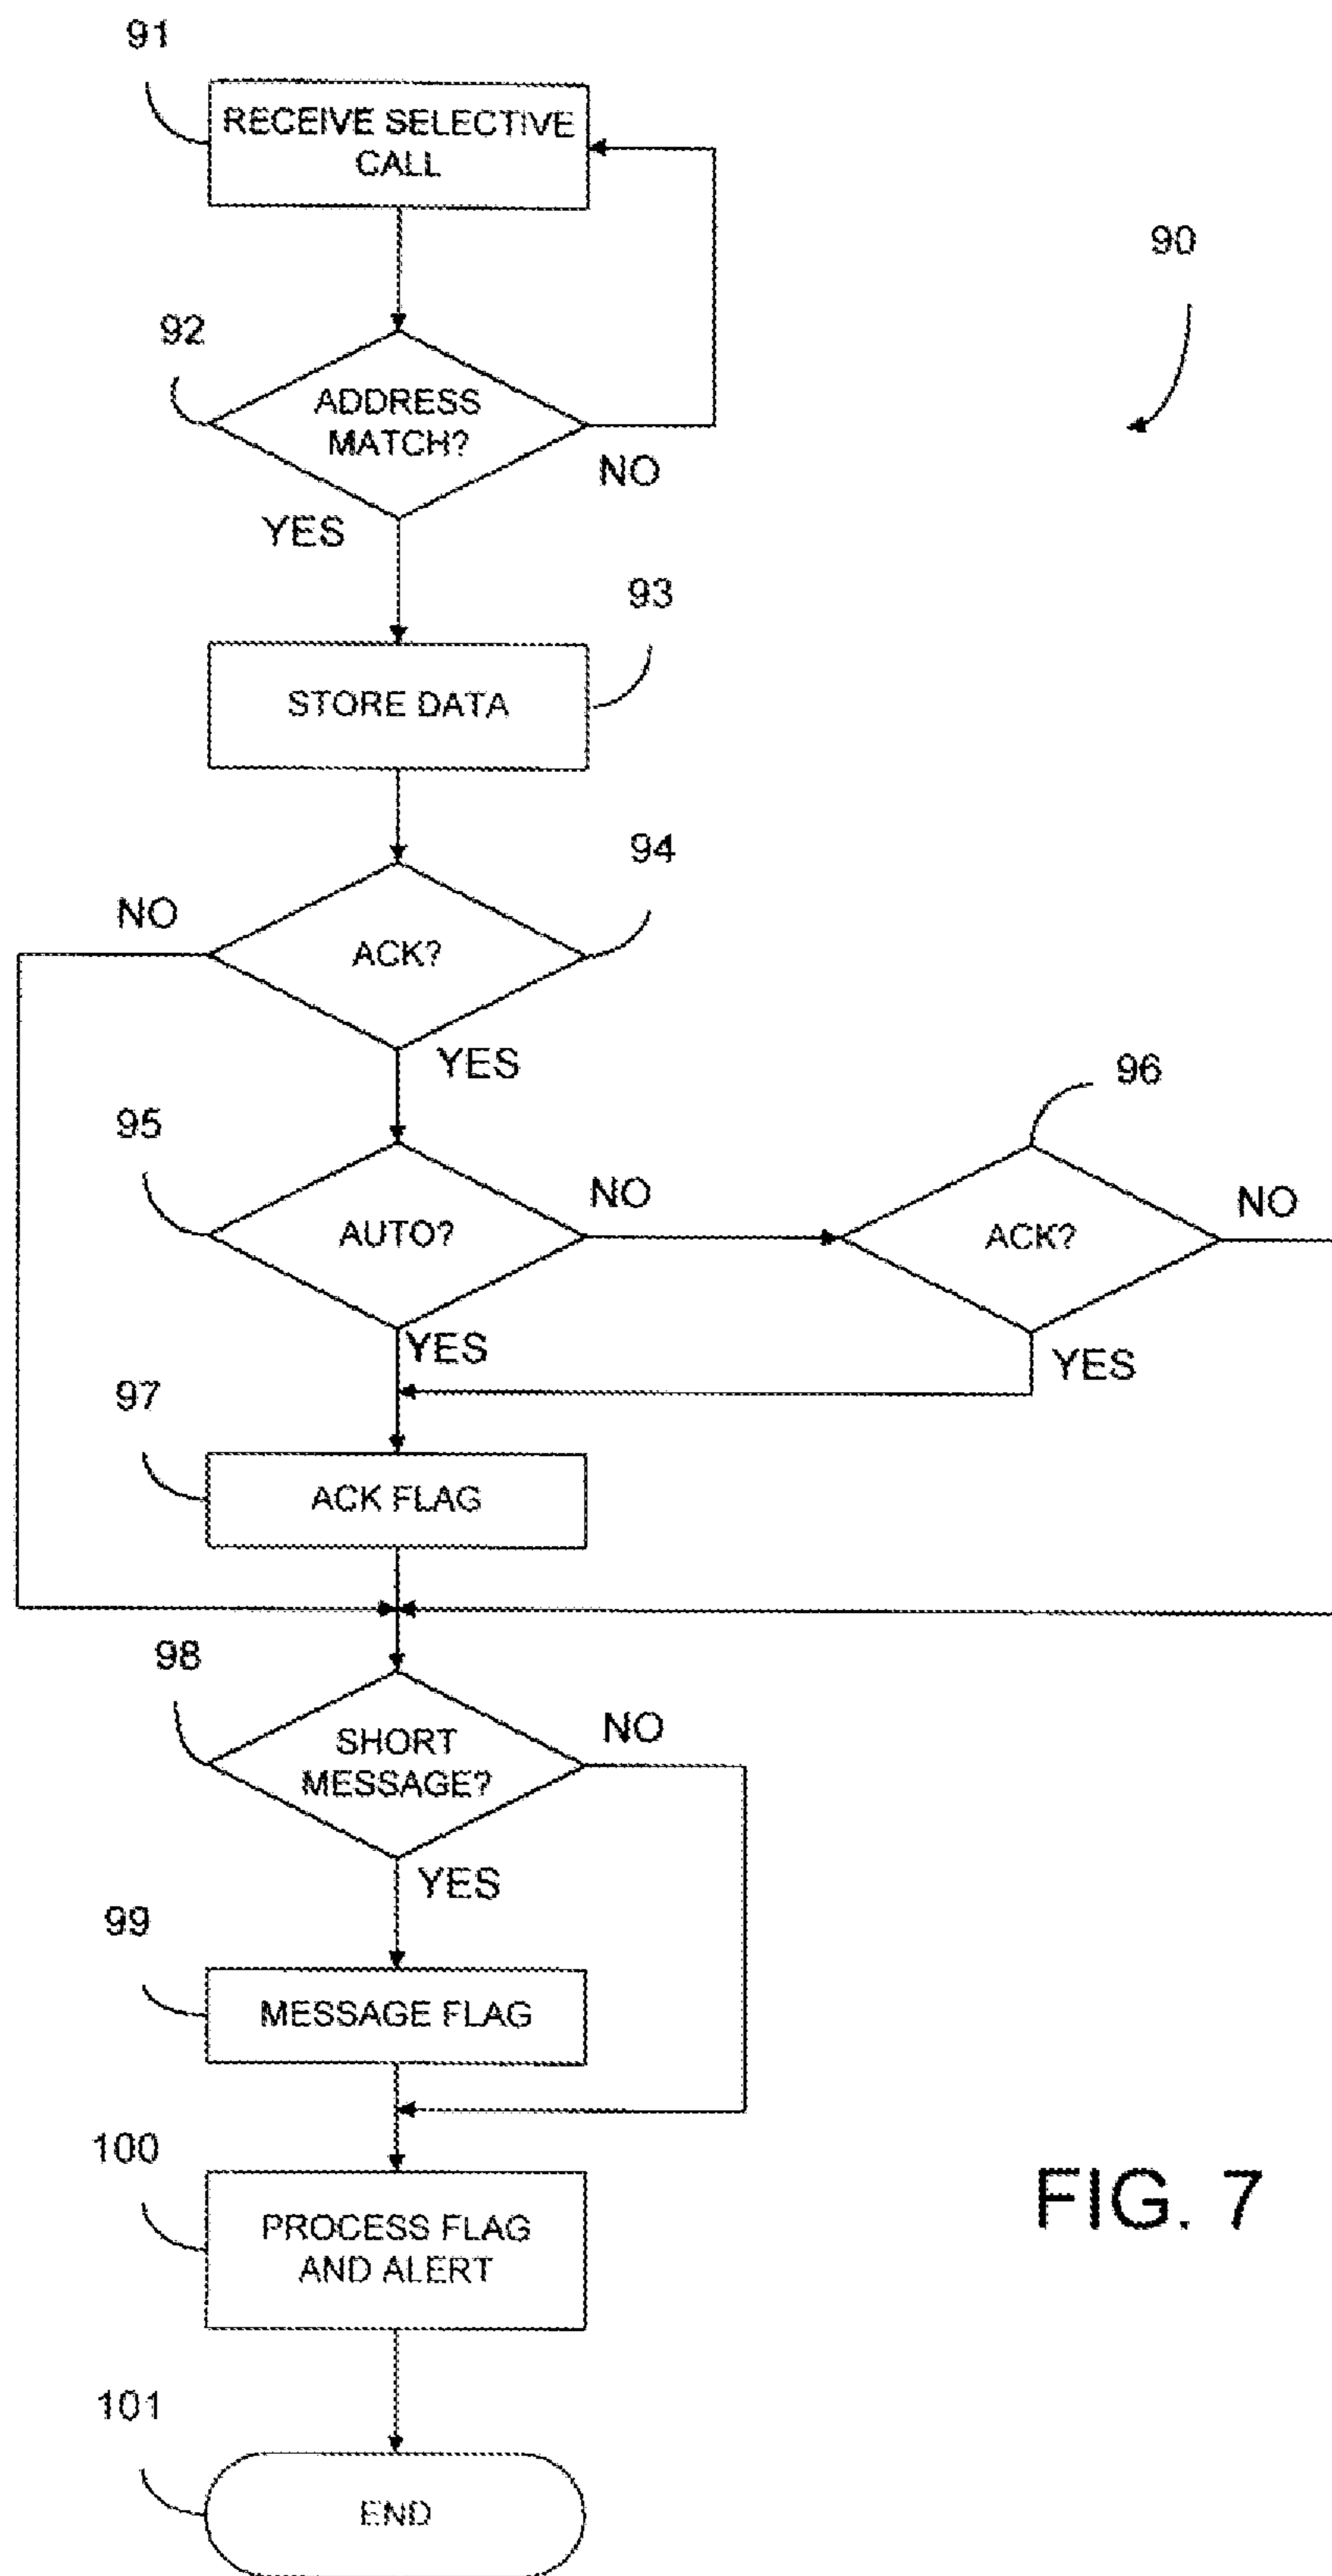 91
RECEIVE SELECTIVE
CALL
90
92
ADDRESS
MATCH?
NO
YES
93
STORE DATA
94
NO
ACK?
YES
96
95
NO
NO
AUTO?
ACK?
YES
YES
97
ACK FLAG
98
NO
SHORT
MESSAGE?
YES
99
MESSAGE FLAG
100
PROCESS FLAG
AND ALERT
FIG. 7
101
END